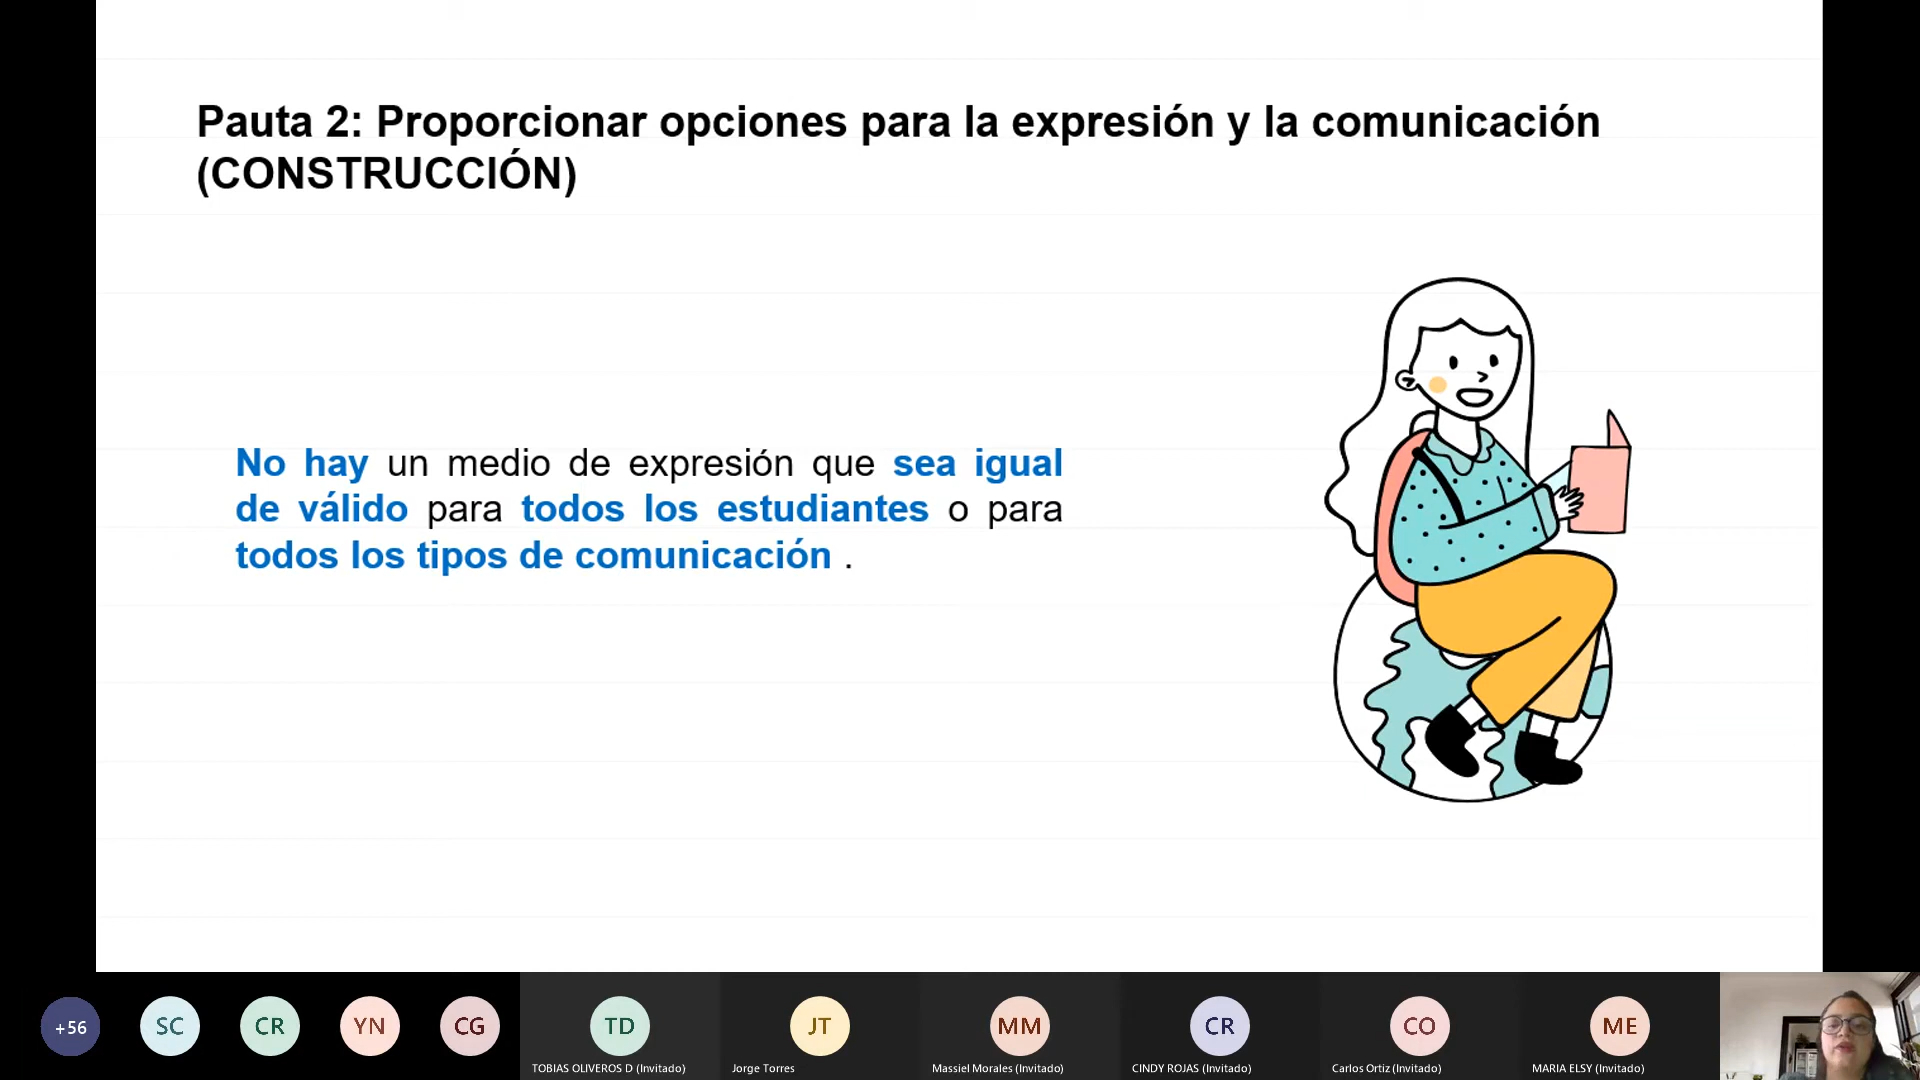 Pauta 2: Proporcionar opciones para la expresión y la comunicación
(CONSTRUCCIÓN)
No hay un medio de expresión que sea igual
de válido para todos los estudiantes o para
todos los tipos de comunicación .
+56
SC
CR
YN
CG
TD
JT
MM
CR
CO
ME
TOBIAS OLIVEROS D (Invitado)
Jorge Torres
Massiel Morales (Invitado)
CINDY ROJAS (Invitado)
Carlos Ortiz (Invitado)
MARIA ELSY (Invitado)